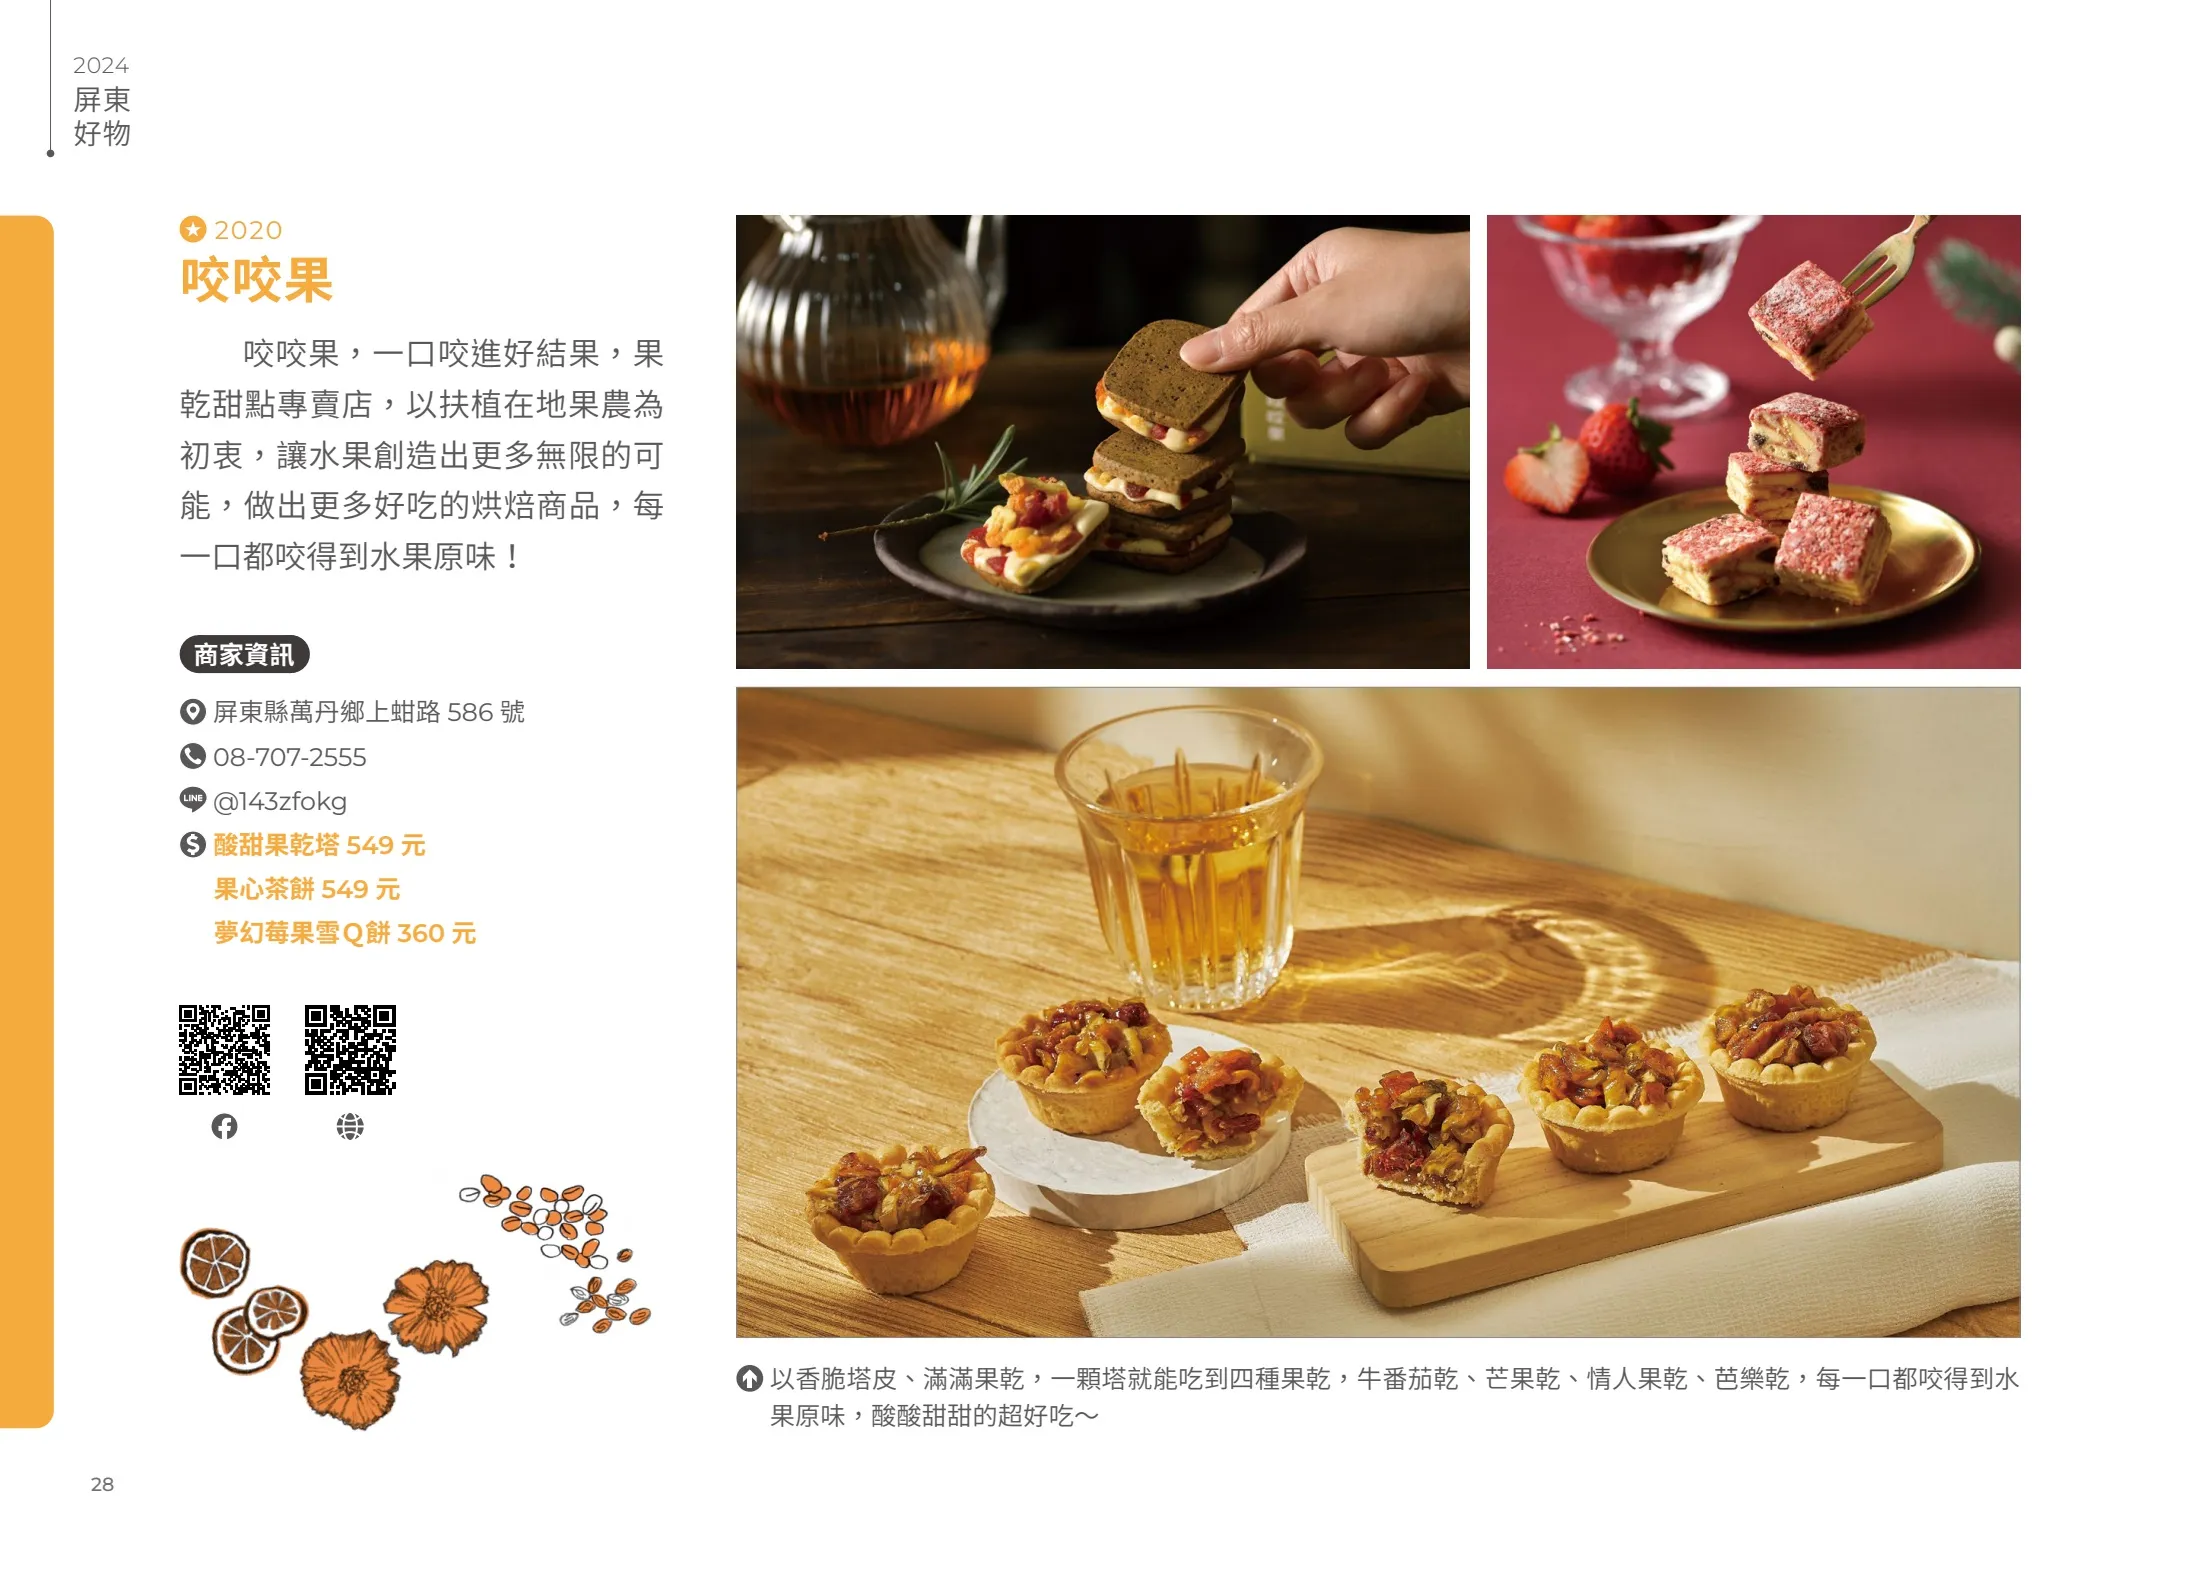 2024
屏東
好物
2020
咬咬果
咬咬果，一口咬進好結果，果
乾甜點專賣店，以扶植在地果農為
初衷，讓水果創造出更多無限的可
能，做出更多好吃的烘焙商品，每
一口都咬得到水果原味！
商家資訊
屏東縣萬丹鄉上蚶路 586 號
08-707-2555
LINE
@143zfokg
酸甜果乾塔 549 元
果心茶餅 549 元
夢幻莓果雪Q餅 360 元
以香脆塔皮、滿滿果乾，一顆塔就能吃到四種果乾，牛番茄乾、芒果乾、情人果乾、芭樂乾，每一口都咬得到水
果原味，酸酸甜甜的超好吃～
28